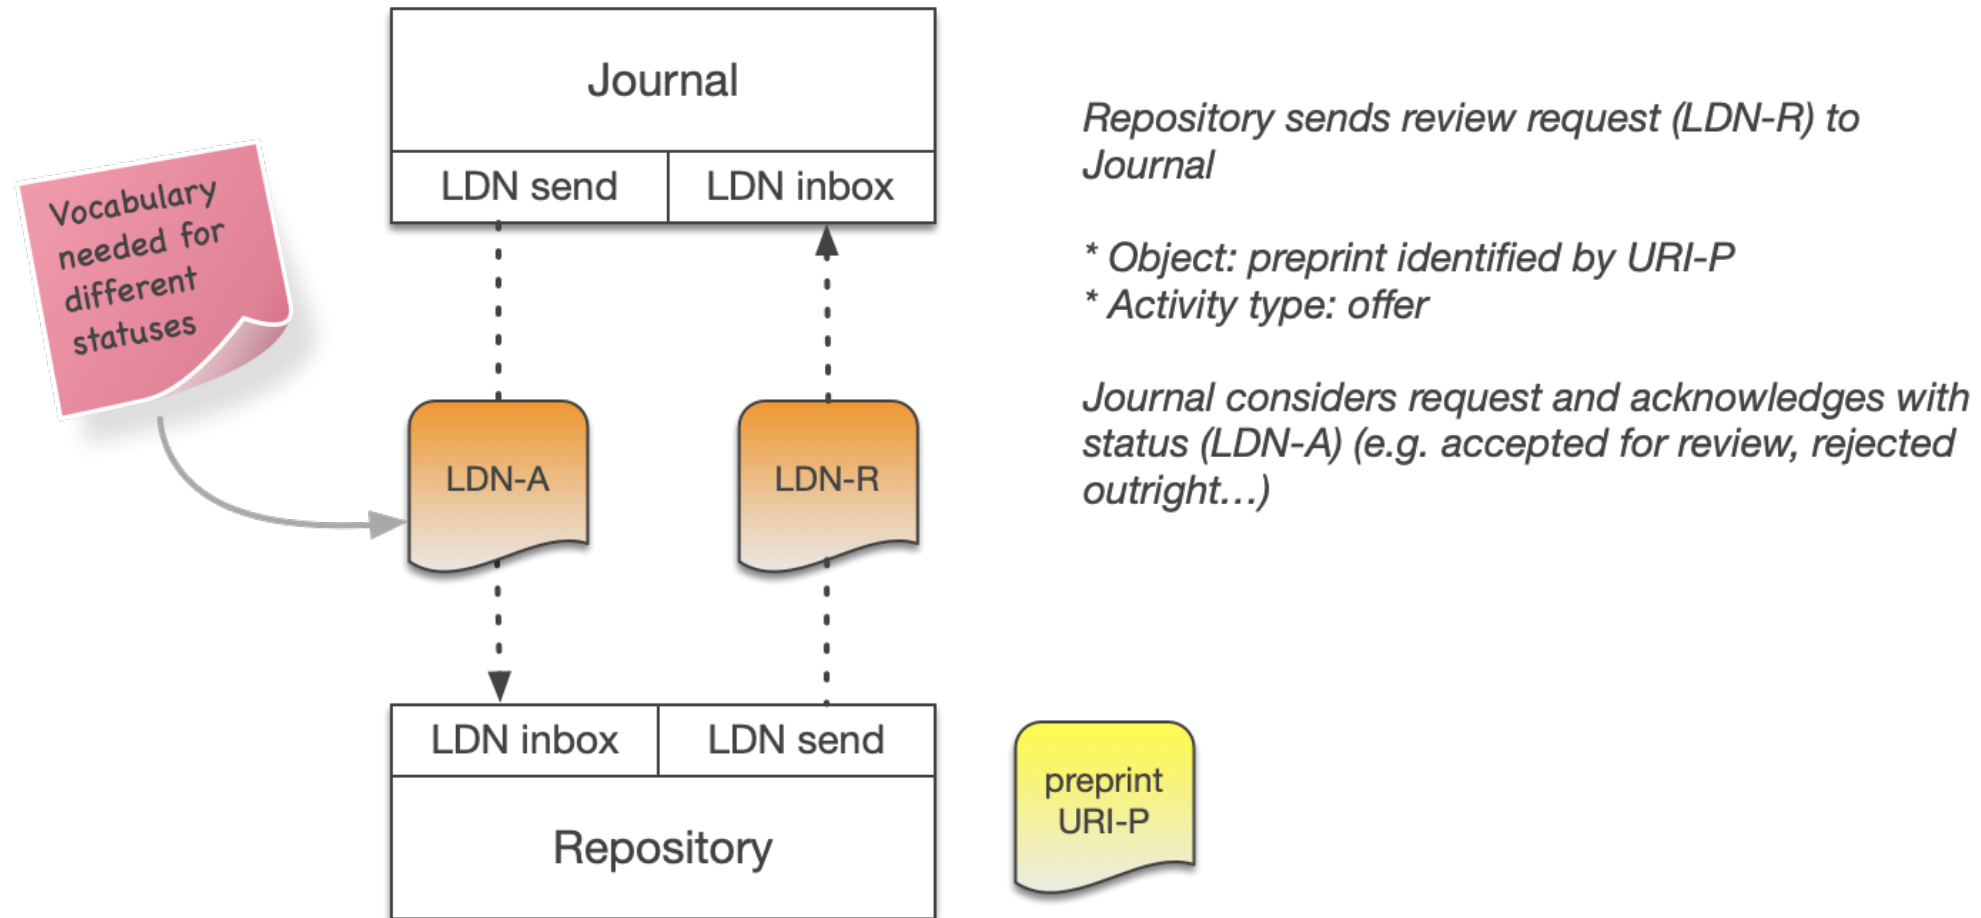 Journal
LDN send
LDN inbox
Vocabulary
needed for
different
statuses
LDN-A
LDN-R
LDN inbox
LDN send
Repository
preprint
URI-P
Repository sends review request (LDN-R) to
Journal
* Object: preprint identified by URI-P
* Activity type: offer
Journal considers request and acknowledges with
status (LDN-A) (e.g. accepted for review, rejected
outright…)